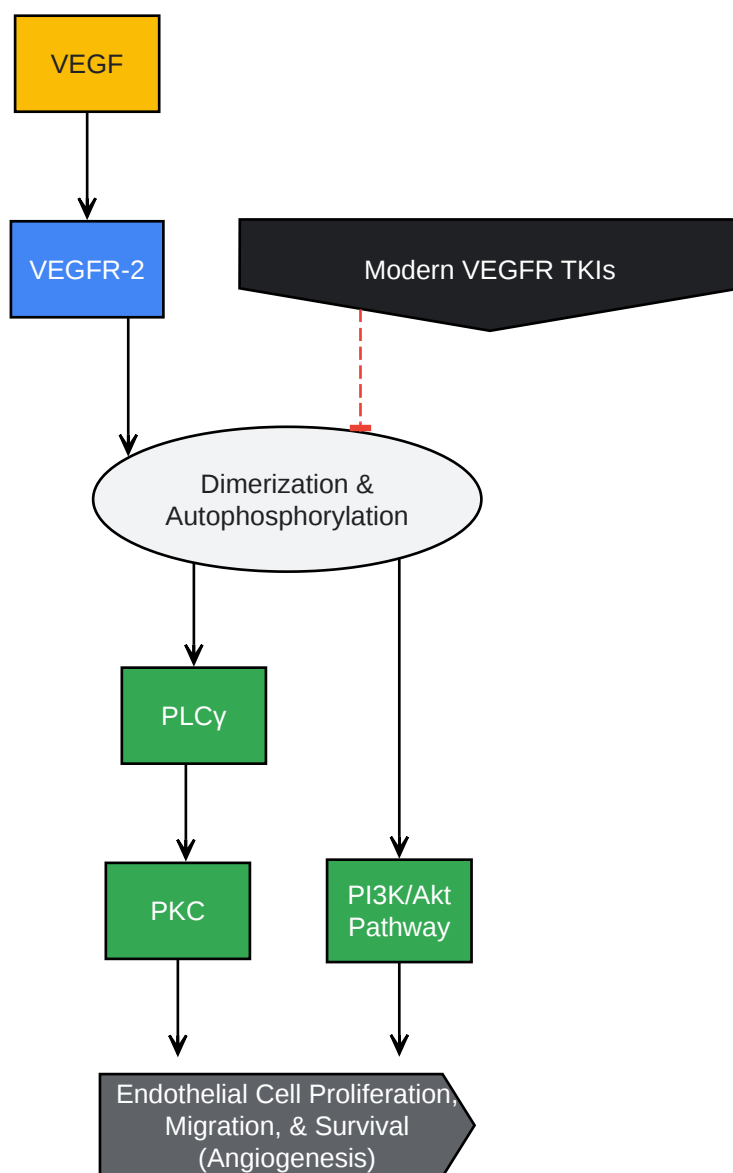 VEGF
VEGFR-2
Modern VEGFR TKIs
Dimerization &
Autophosphorylation
PLCγ
PKC
PI3K/Akt
Pathway
Endothelial Cell Proliferation,
Migration, & Survival
(Angiogenesis)